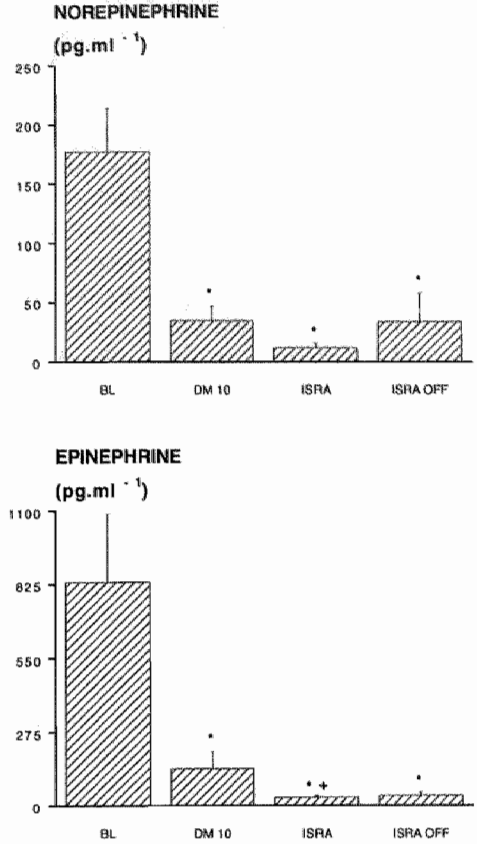 NOREPINEPHRINE
(pg.ml -1)
250
200
150
100
50
0
* * *
BL DM 10 ISRA ISRA OFF
EPINEPHRINE
(pg.ml -1)
1100
825
550
275
0
* * + *
BL DM 10 ISRA ISRA OFF